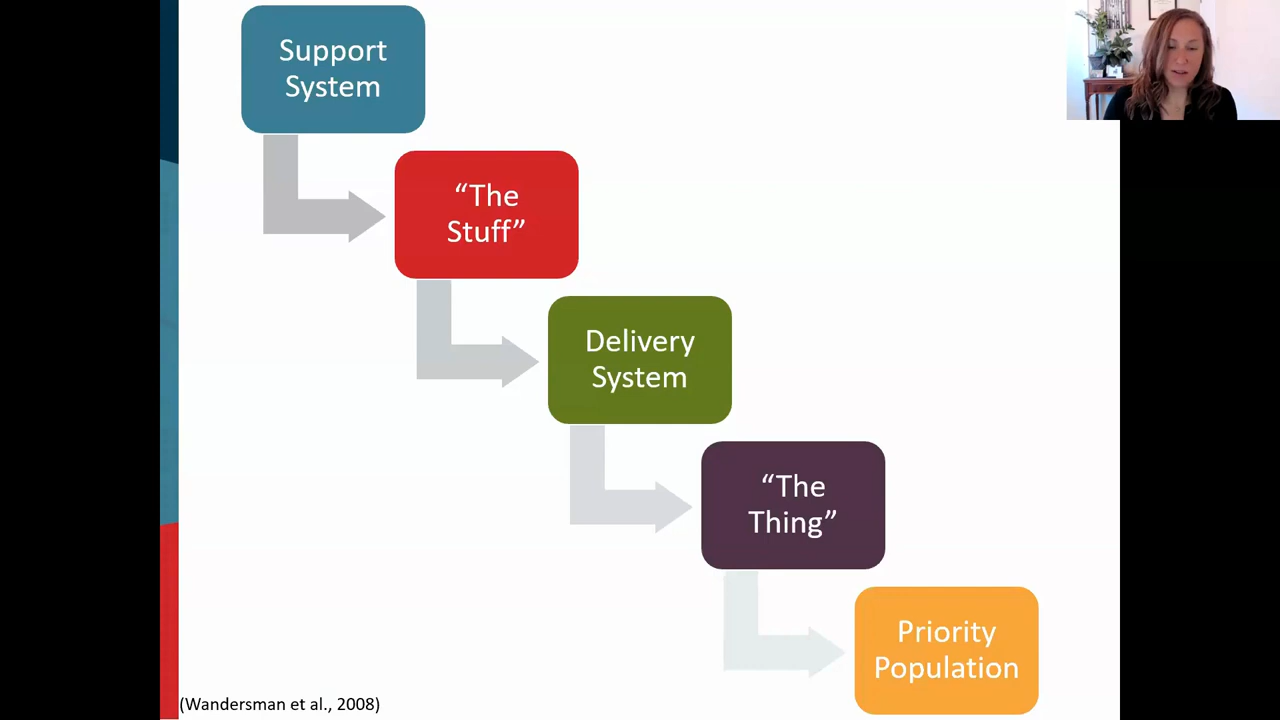 Support
System
“The
Stuff”
Delivery
System
“The
Thing”
Priority
Population
(Wandersman et al., 2008)